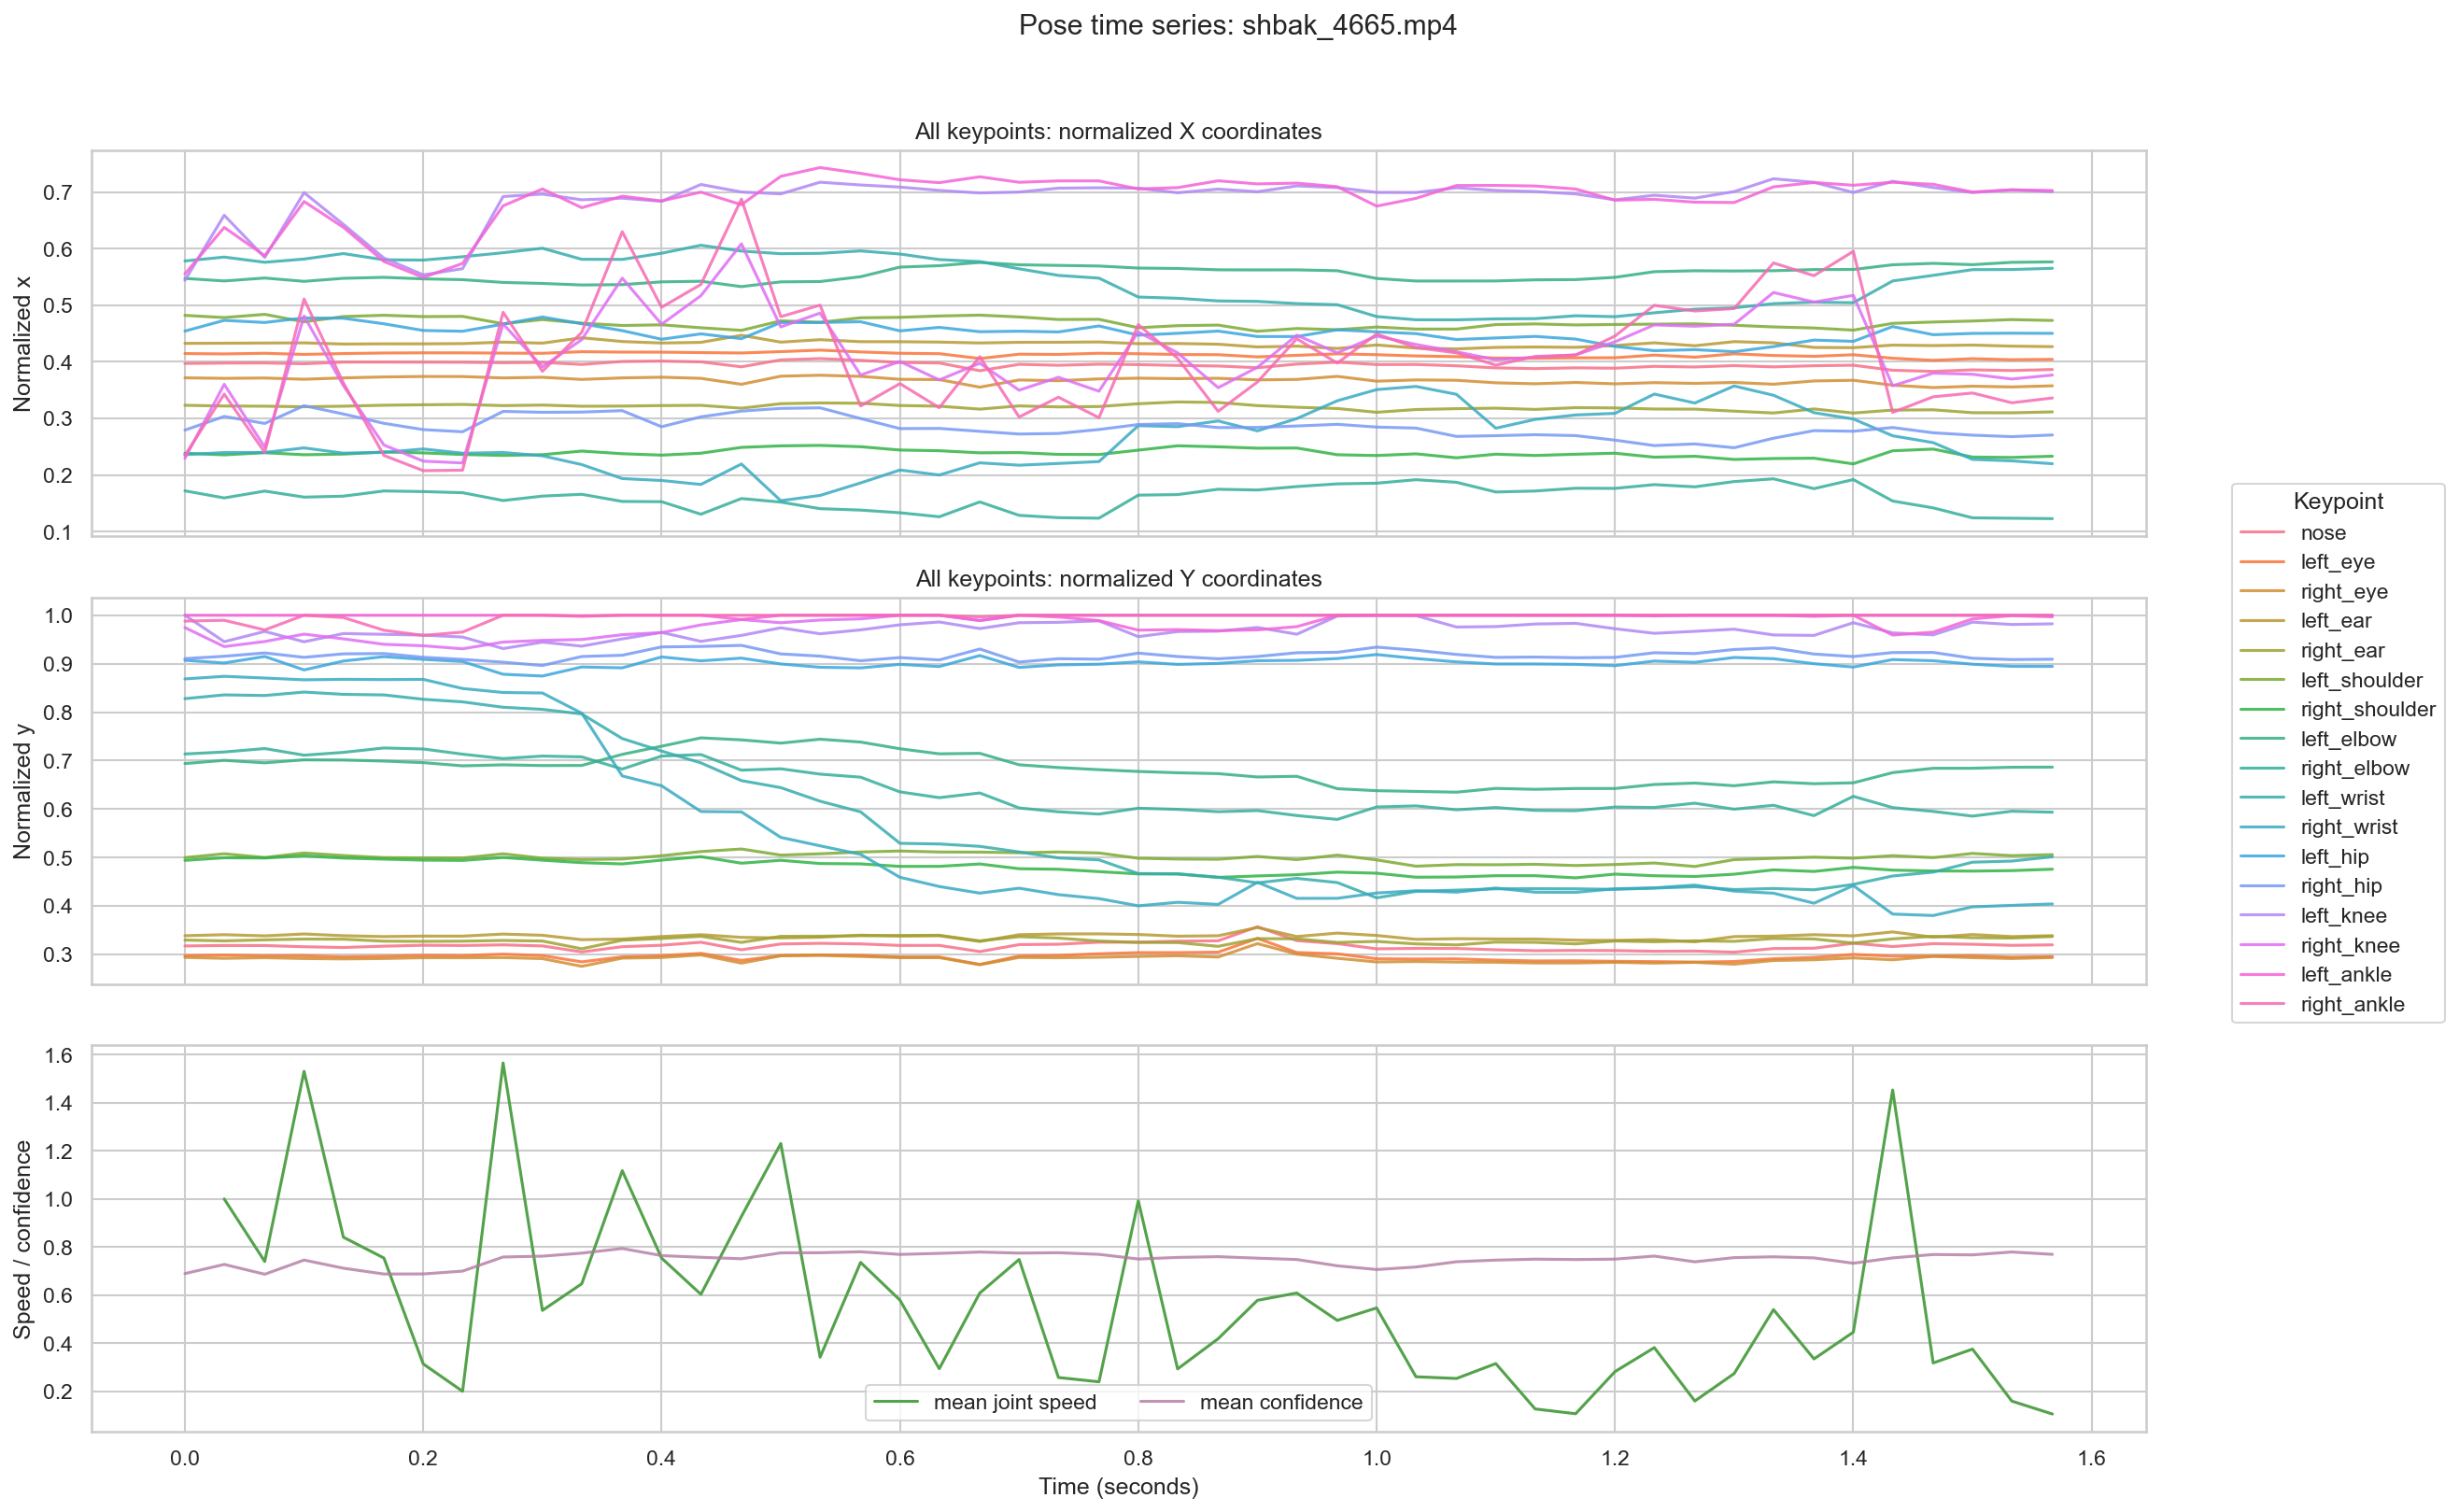 Pose time series: shbak_4665.mp4
All keypoints: normalized X coordinates
Normalized x
0.7
0.6
0.5
0.4
0.3
0.2
0.1
All keypoints: normalized Y coordinates
Normalized y
1.0
0.9
0.8
0.7
0.6
0.5
0.4
0.3
Keypoint
nose
left_eye
right_eye
left_ear
right_ear
left_shoulder
right_shoulder
left_elbow
right_elbow
left_wrist
right_wrist
left_hip
right_hip
left_knee
right_knee
left_ankle
right_ankle
Speed / confidence
1.6
1.4
1.2
1.0
0.8
0.6
0.4
0.2
mean joint speed mean confidence
0.0 0.2 0.4 0.6 0.8 1.0 1.2 1.4 1.6
Time (seconds)